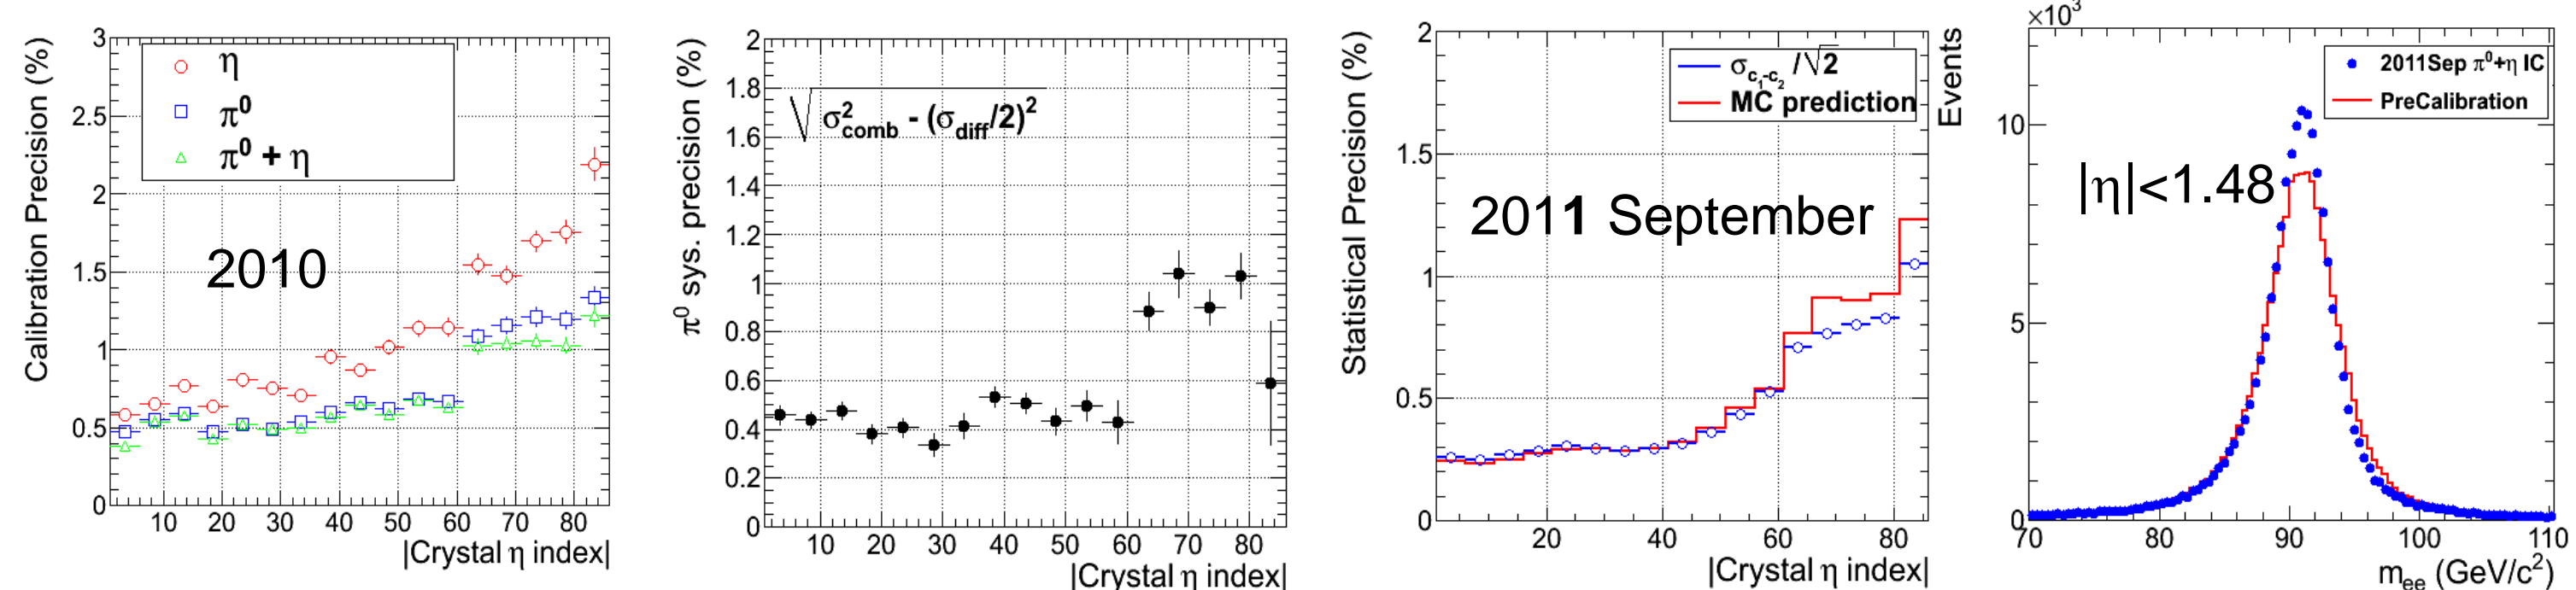 Calibration Precision (%)
3
2.5
2
1.5
1
0.5
0
η
π⁰
π⁰ + η
2010
10 20 30 40 50 60 70 80
|Crystal η index|
π⁰ sys. precision (%)
2
1.8
1.6
1.4
1.2
1
0.8
0.6
0.4
0.2
0
√σ²comb - (σdiff/2)²
10 20 30 40 50 60 70 80
|Crystal η index|
Statistical Precision (%)
2
1.5
1
0.5
0
σc₁-c₂ /√2
MC prediction
2011 September
20 40 60 80
|Crystal η index|
Events
×10³
10
5
0
2011Sep π⁰+η IC
PreCalibration
|η|<1.48
70 80 90 100 110
mee (GeV/c²)